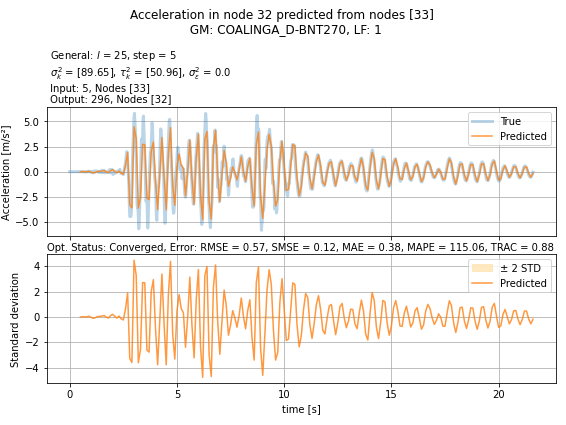 Acceleration in node 32 predicted from nodes [33]
GM: COALINGA_D-BNT270, LF: 1
General: l = 25, step = 5
σ²ₖ = [89.65], τ²ₖ = [50.96], σ²ₑ = 0.0
Input: 5, Nodes [33]
Output: 296, Nodes [32]
Acceleration [m/s²]
5.0
2.5
0.0
−2.5
−5.0
True
Predicted
Opt. Status: Converged, Error: RMSE = 0.57, SMSE = 0.12, MAE = 0.38, MAPE = 115.06, TRAC = 0.88
Standard deviation
4
2
0
−2
−4
± 2 STD
Predicted
0
5
10
15
20
time [s]